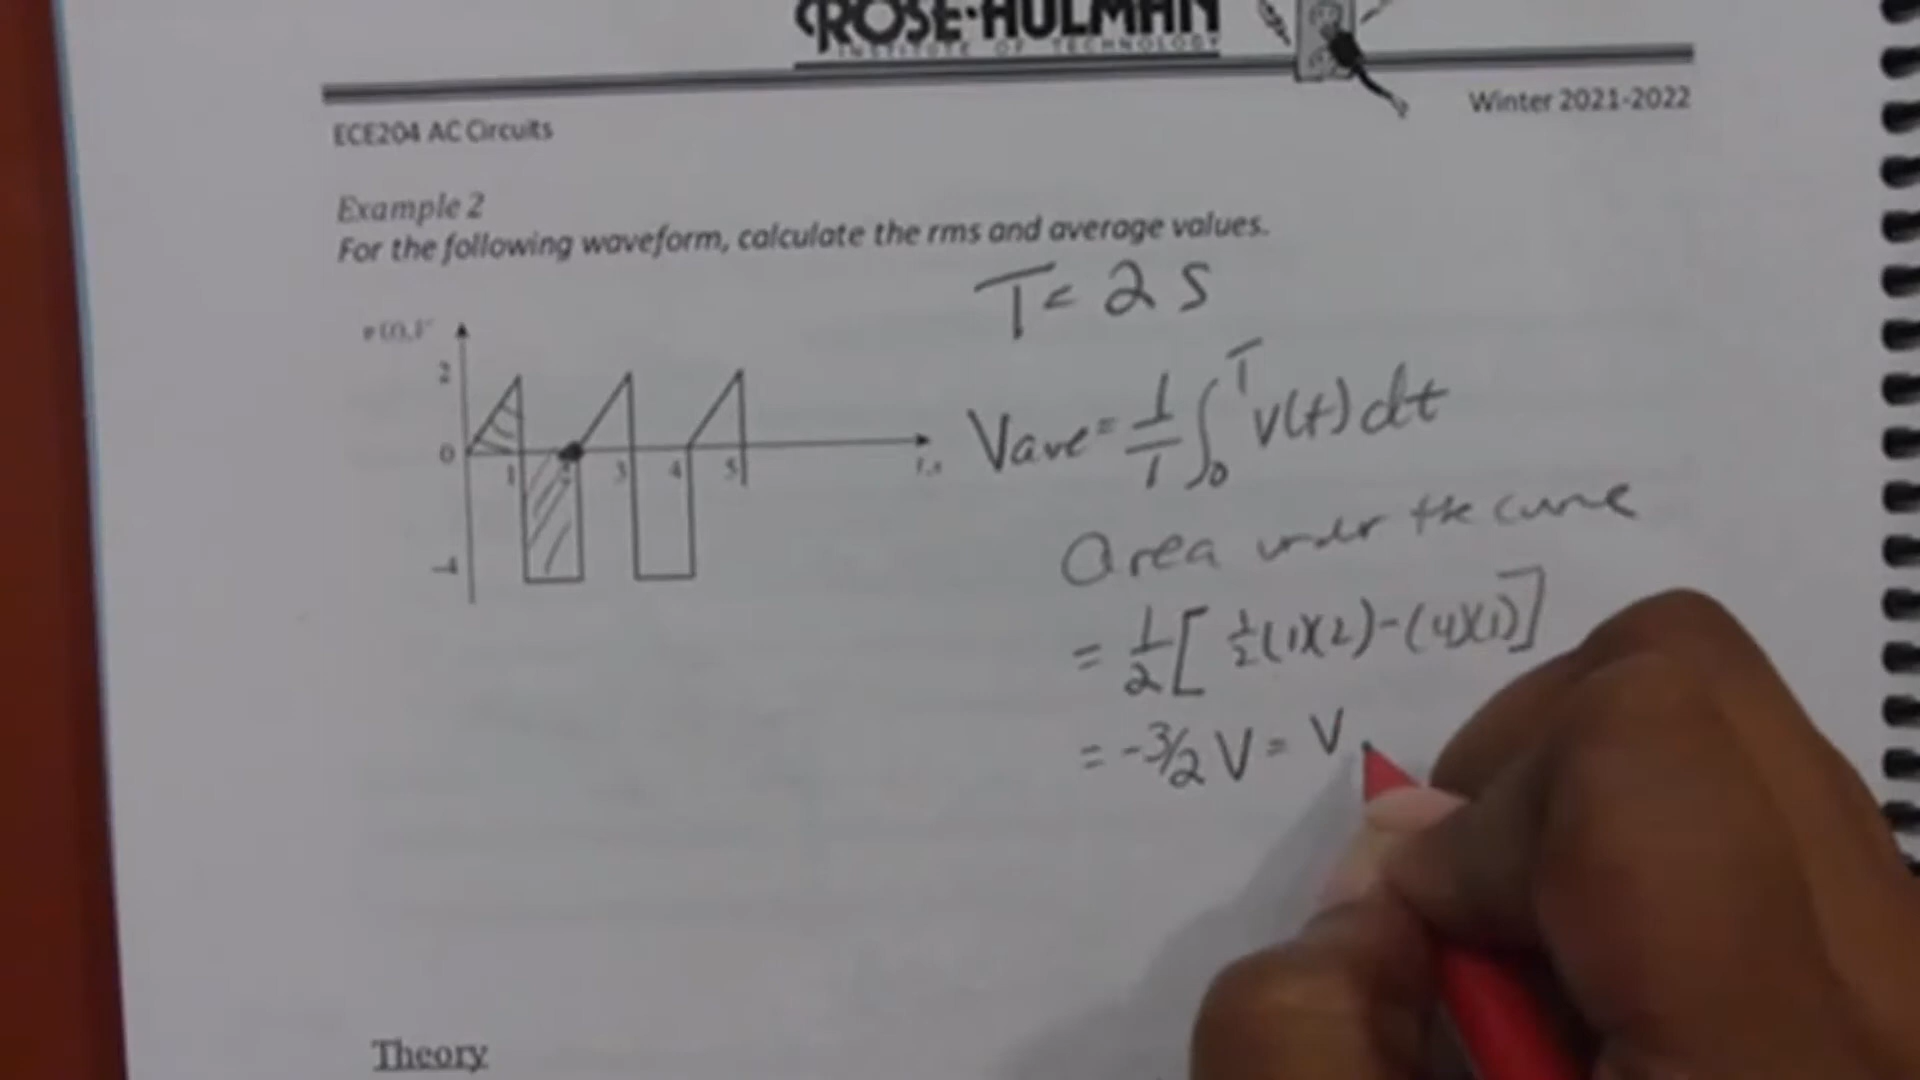 ROSE-HULMAN
INSTITUTE OF TECHNOLOGY
Winter 2021-2022
ECE204 AC Circuits
Example 2
For the following waveform, calculate the rms and average values.
T = 2 s
v(t),V
2
0
1 2 3 4 5
t,s
-4
Vave = 1/T ∫₀ᵀ v(t) dt
Area under the curve
= 1/2 [ 1/2 (1)(2) - (4)(1) ]
= -3/2 V = V
Theory